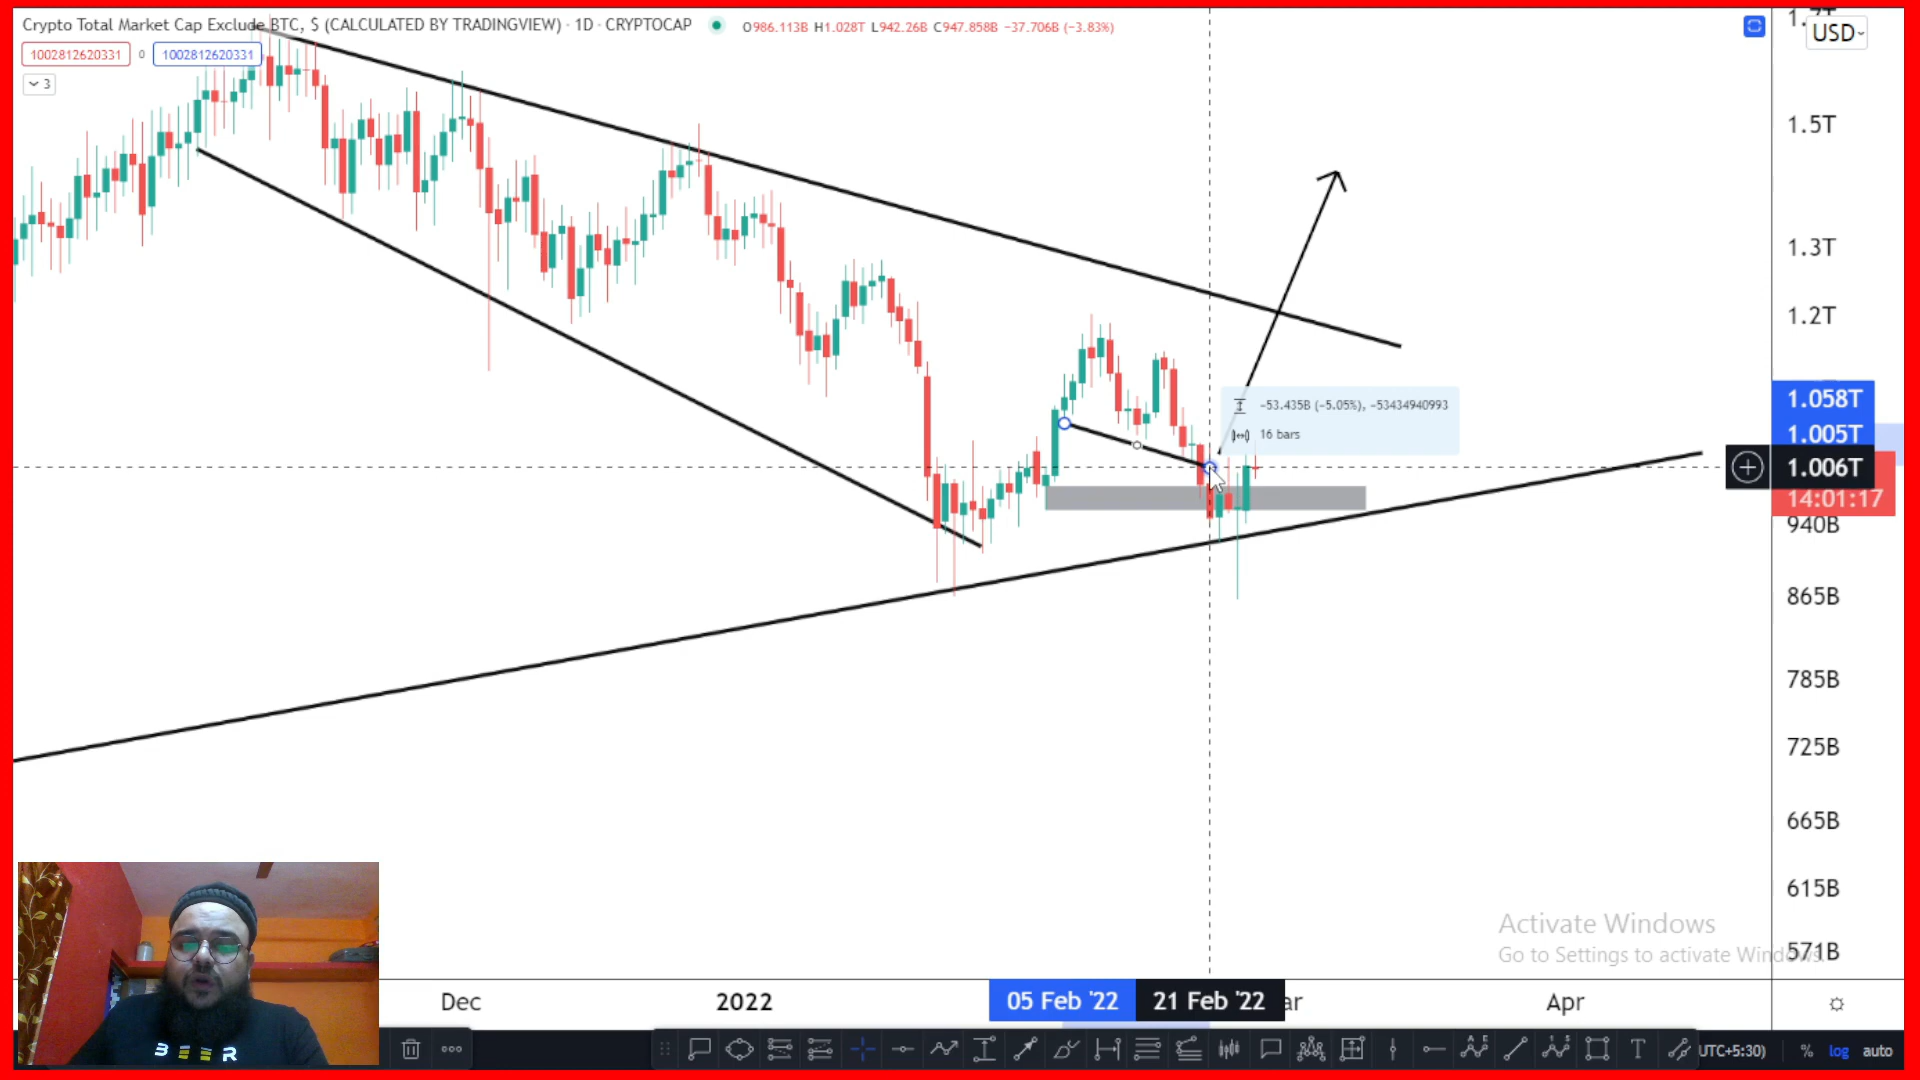 Crypto Total Market Cap Exclude BTC, $ (CALCULATED BY TRADINGVIEW) · 1D · CRYPTOCAP O986.113B H1.028T L942.26B C947.858B −37.706B (−3.83%)
1002812620331 0 1002812620331
3
USD
1.7T
1.5T
1.3T
1.2T
1.058T
1.005T
1.006T
14:01:17
940B
865B
785B
725B
665B
615B
571B
−53.435B (−5.05%), −53434940993
16 bars
Activate Windows
Go to Settings to activate Windows.
Dec 2022 05 Feb '22 21 Feb '22 ar Apr
BEER
UTC+5:30) % log auto